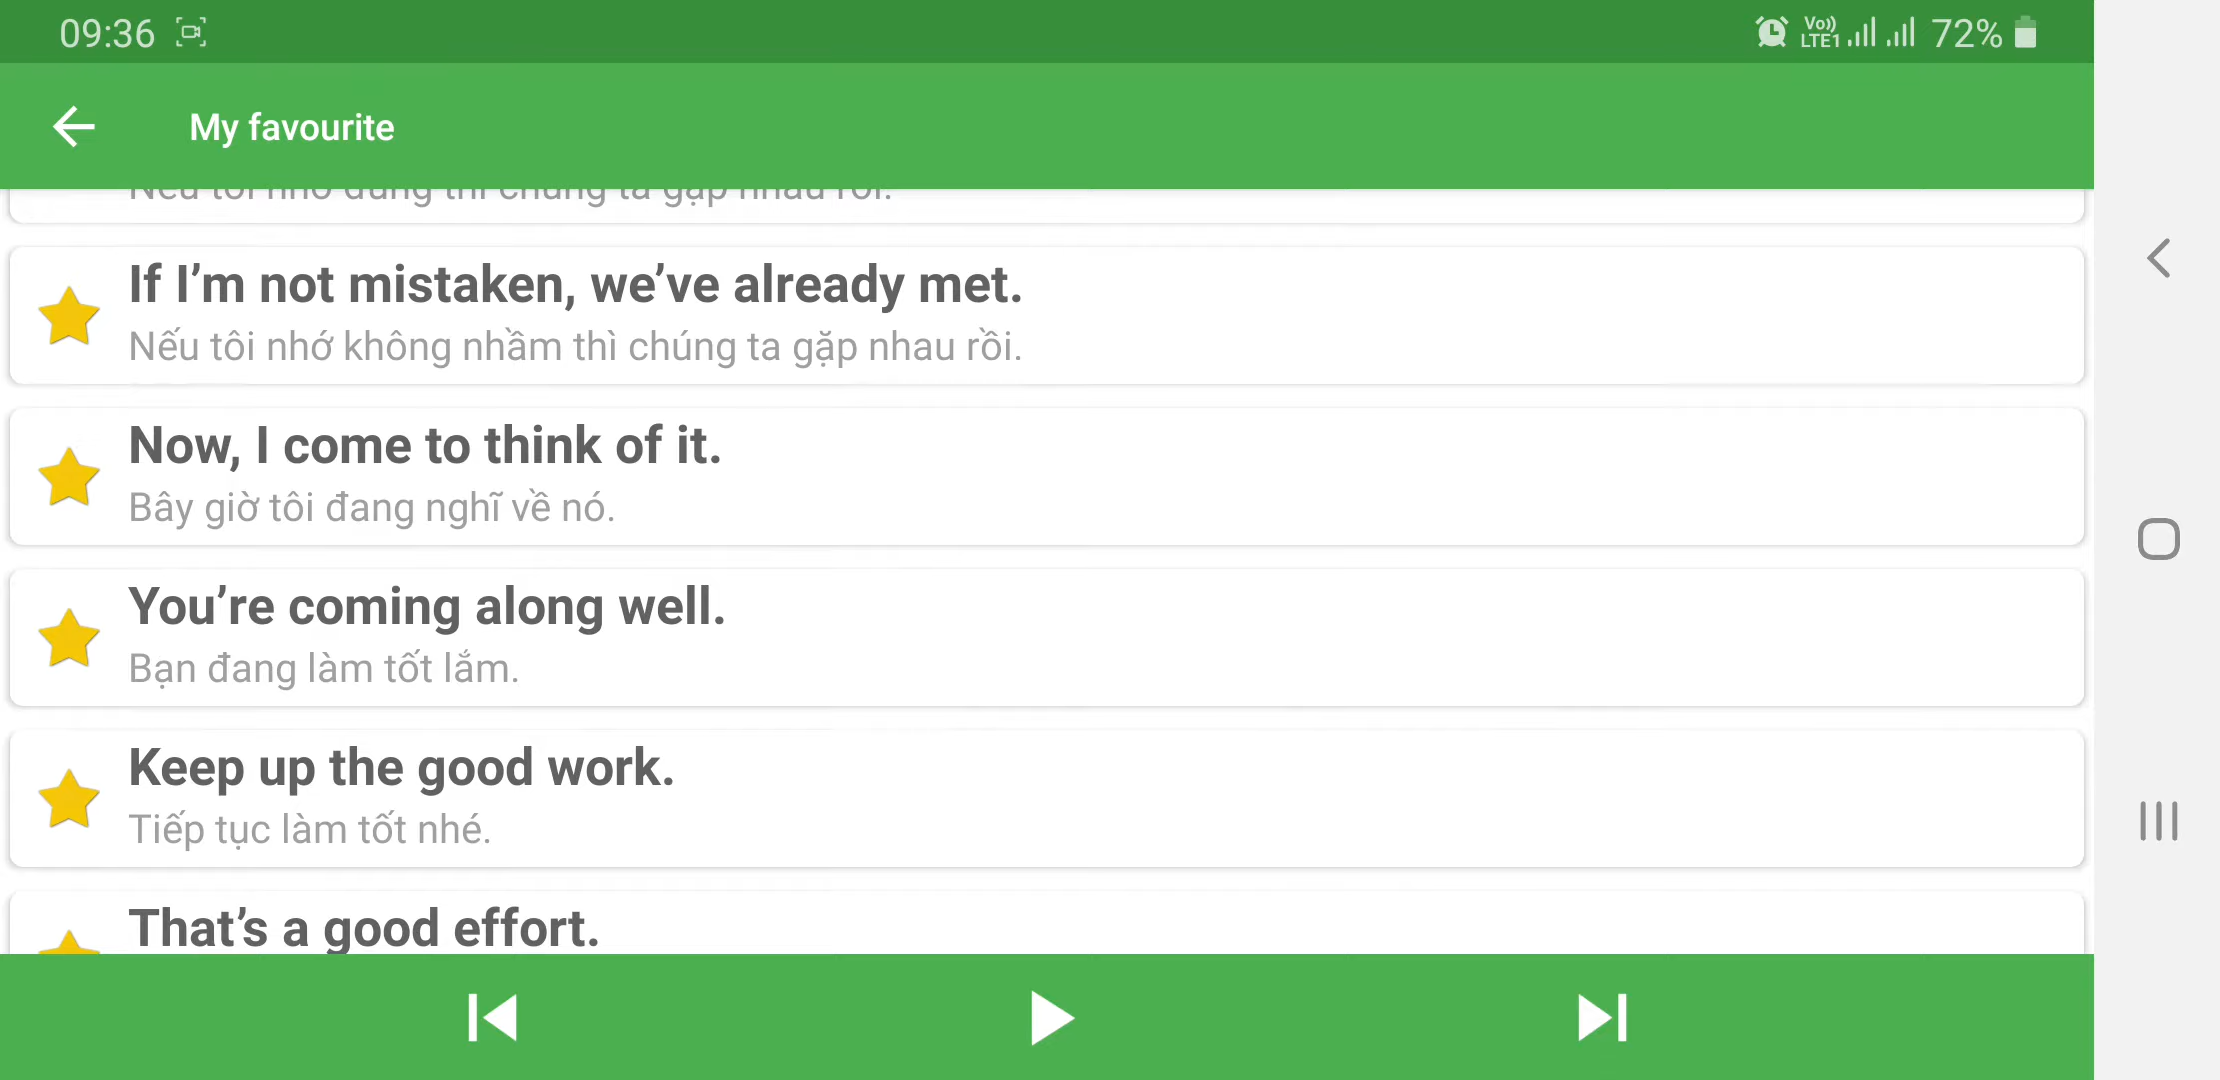 09:36
Vo)) LTE1 72%
My favourite
If I’m not mistaken, we’ve already met.
Nếu tôi nhớ không nhầm thì chúng ta gặp nhau rồi.
Now, I come to think of it.
Bây giờ tôi đang nghĩ về nó.
You’re coming along well.
Bạn đang làm tốt lắm.
Keep up the good work.
Tiếp tục làm tốt nhé.
That’s a good effort.